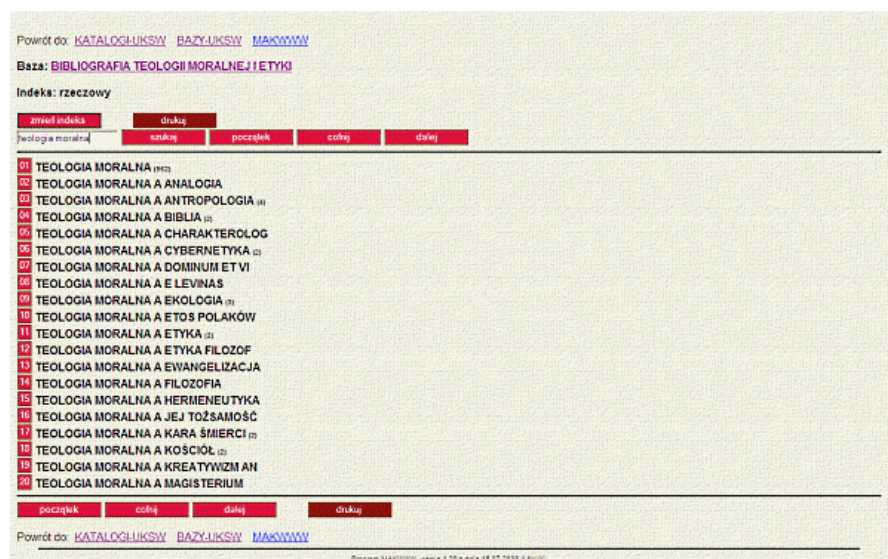 Powrót do: KATALOGI-UKSW BAZY-UKSW MAKWWW
Baza: BIBLIOGRAFIA TEOLOGII MORALNEJ I ETYKI
Indeks: rzeczowy
zmień indeks drukuj
teologia moralna szukaj początek cofnij dalej
01 TEOLOGIA MORALNA (962)
02 TEOLOGIA MORALNA A ANALOGIA
03 TEOLOGIA MORALNA A ANTROPOLOGIA (4)
04 TEOLOGIA MORALNA A BIBLIA (2)
05 TEOLOGIA MORALNA A CHARAKTEROLOG
06 TEOLOGIA MORALNA A CYBERNETYKA (2)
07 TEOLOGIA MORALNA A DOMINUM ET VI
08 TEOLOGIA MORALNA A E LEVINAS
09 TEOLOGIA MORALNA A EKOLOGIA (3)
10 TEOLOGIA MORALNA A ETOS POLAKÓW
11 TEOLOGIA MORALNA A ETYKA (2)
12 TEOLOGIA MORALNA A ETYKA FILOZOF
13 TEOLOGIA MORALNA A EWANGELIZACJA
14 TEOLOGIA MORALNA A FILOZOFIA
15 TEOLOGIA MORALNA A HERMENEUTYKA
16 TEOLOGIA MORALNA A JEJ TOŻSAMOŚĆ
17 TEOLOGIA MORALNA A KARA ŚMIERCI (2)
18 TEOLOGIA MORALNA A KOŚCIÓŁ (2)
19 TEOLOGIA MORALNA A KREATYWIZM AN
20 TEOLOGIA MORALNA A MAGISTERIUM
początek cofnij dalej drukuj
Powrót do: KATALOGI-UKSW BAZY-UKSW MAKWWW